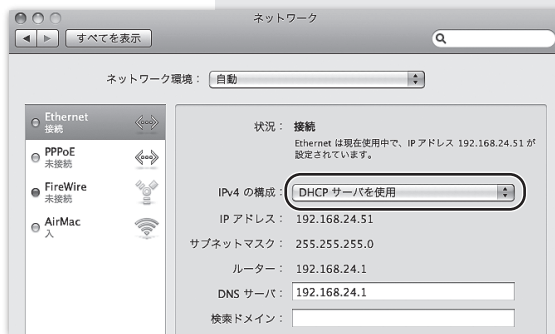 ネットワーク
すべてを表示
ネットワーク環境： 自動
Ethernet
接続
PPPoE
未接続
FireWire
未接続
AirMac
入
状況： 接続
Ethernet は現在使用中で、IP アドレス 192.168.24.51 が
設定されています。
IPv4 の構成： DHCP サーバを使用
IP アドレス： 192.168.24.51
サブネットマスク： 255.255.255.0
ルーター： 192.168.24.1
DNS サーバ： 192.168.24.1
検索ドメイン：